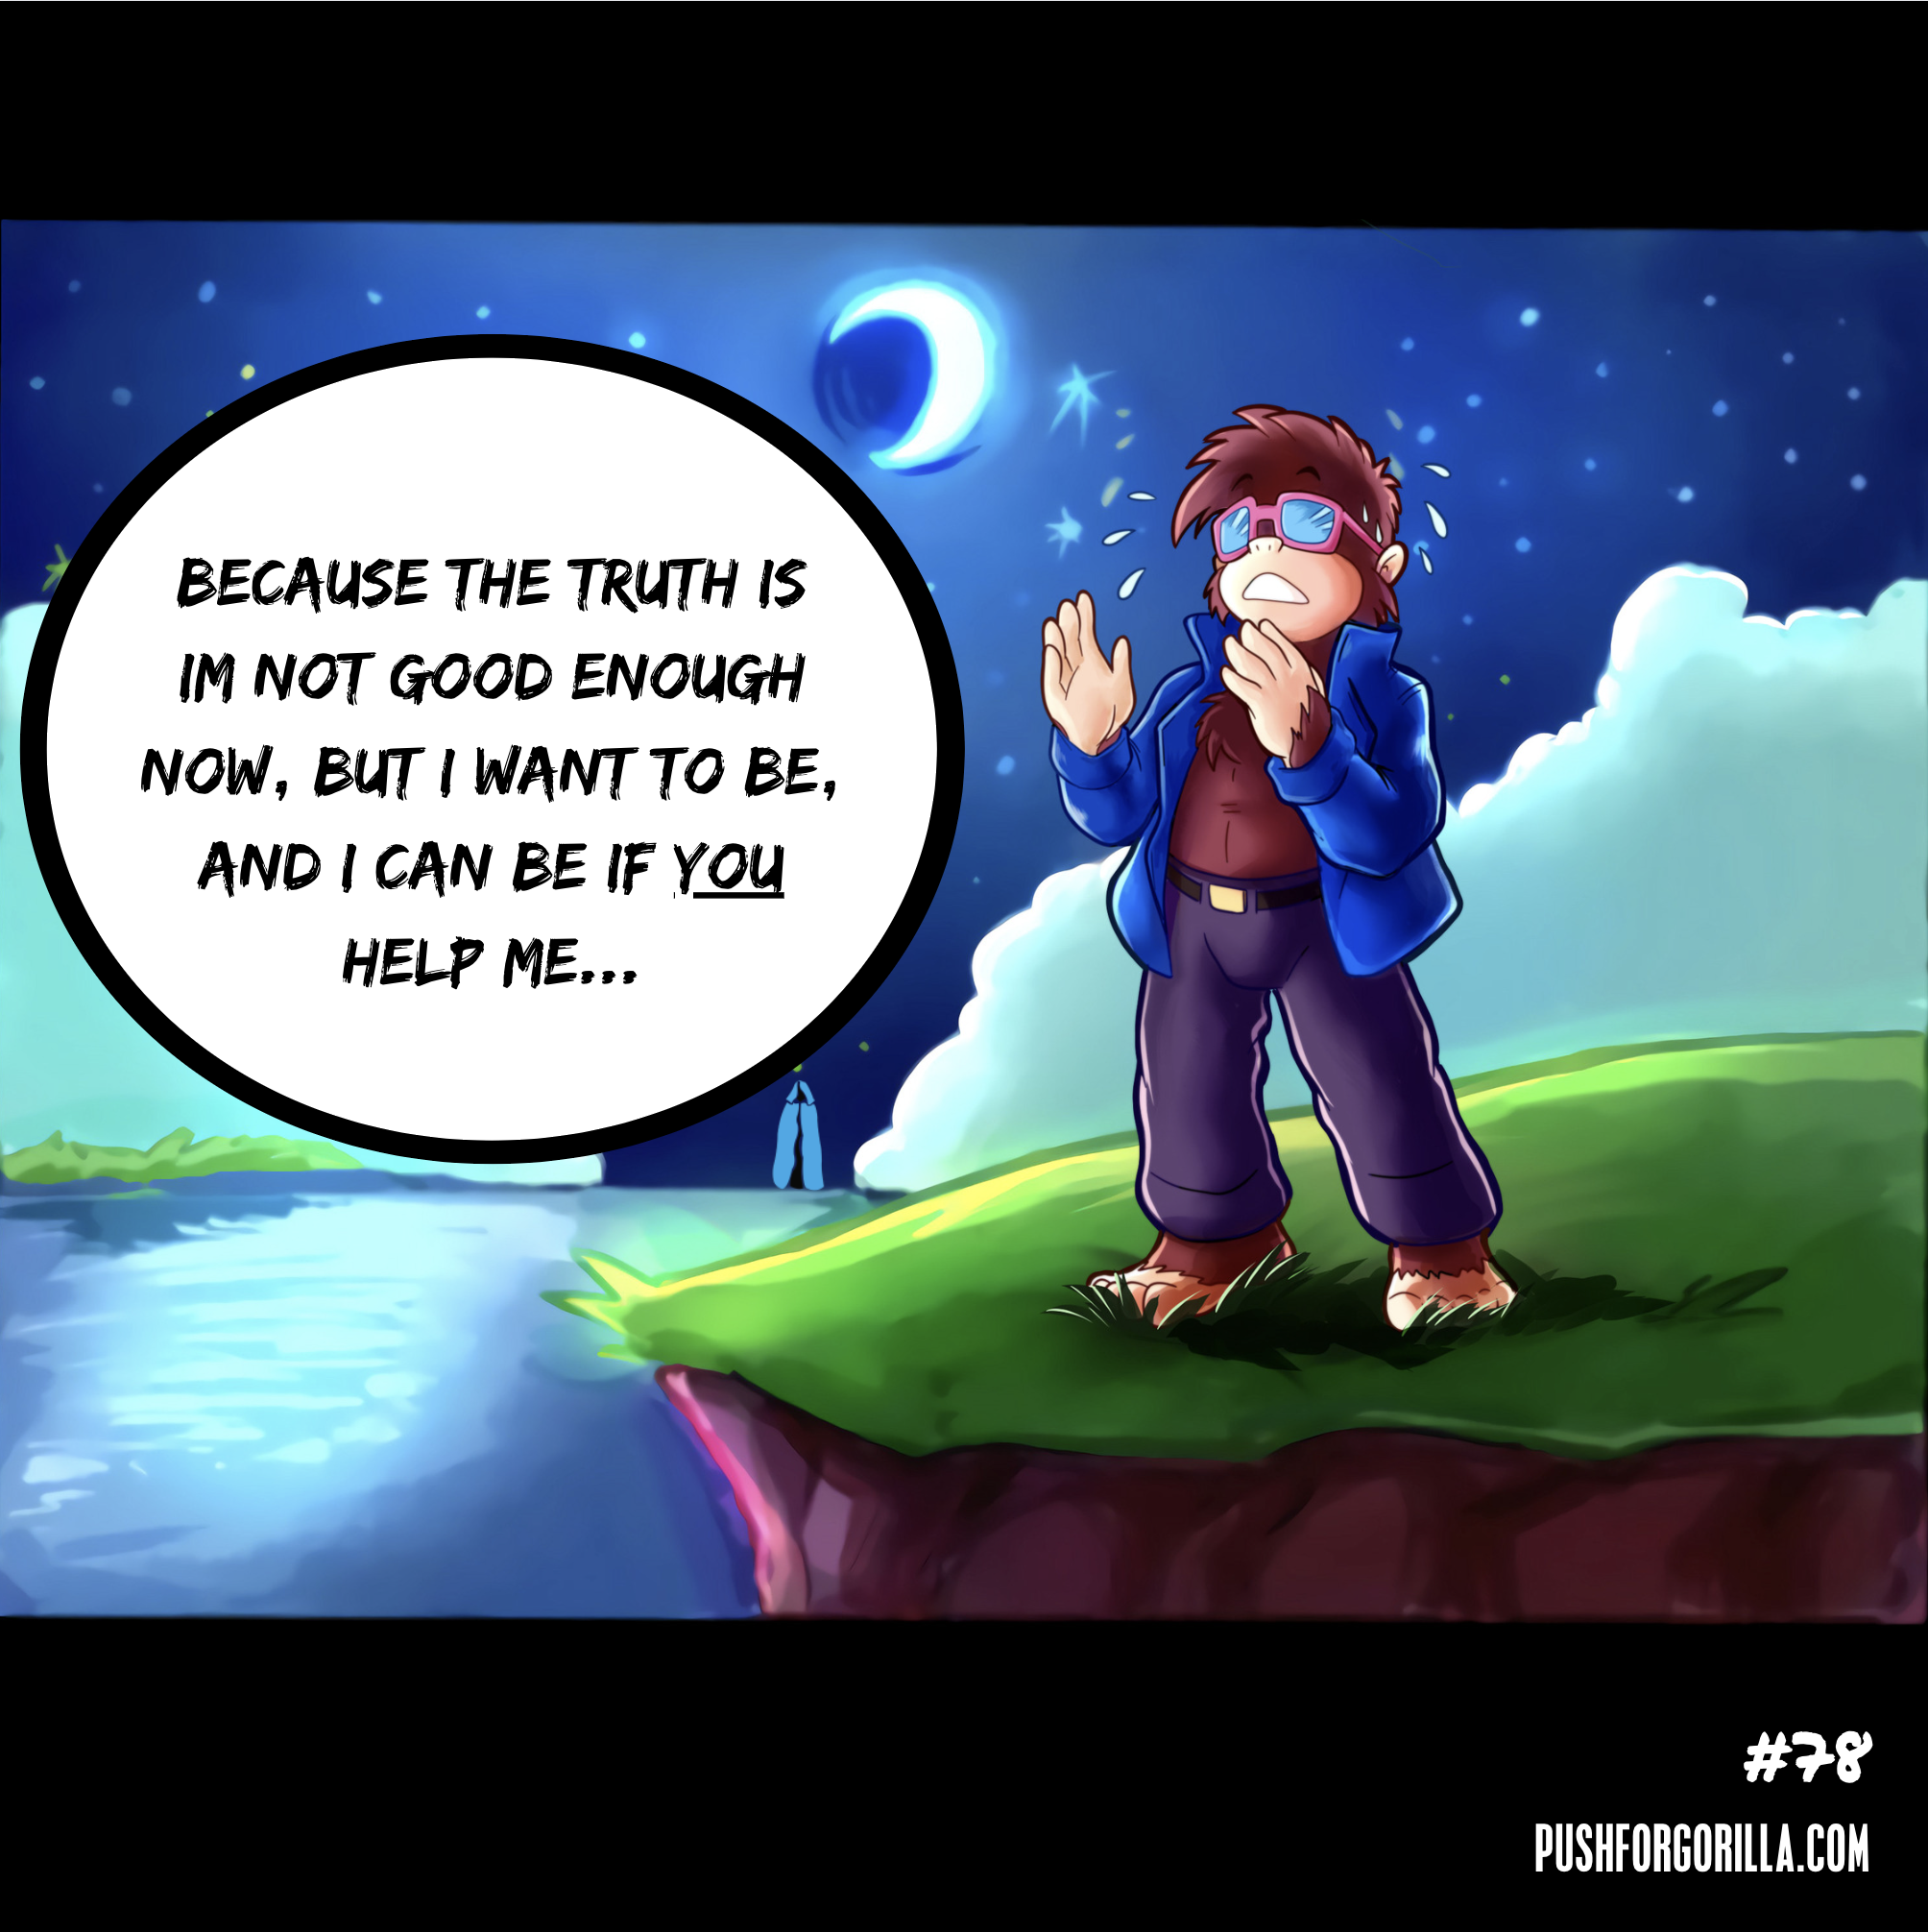 BECAUSE THE TRUTH IS
IM NOT GOOD ENOUGH
NOW, BUT I WANT TO BE,
AND I CAN BE IF YOU
HELP ME...
#78
PUSHFORGORILLA.COM